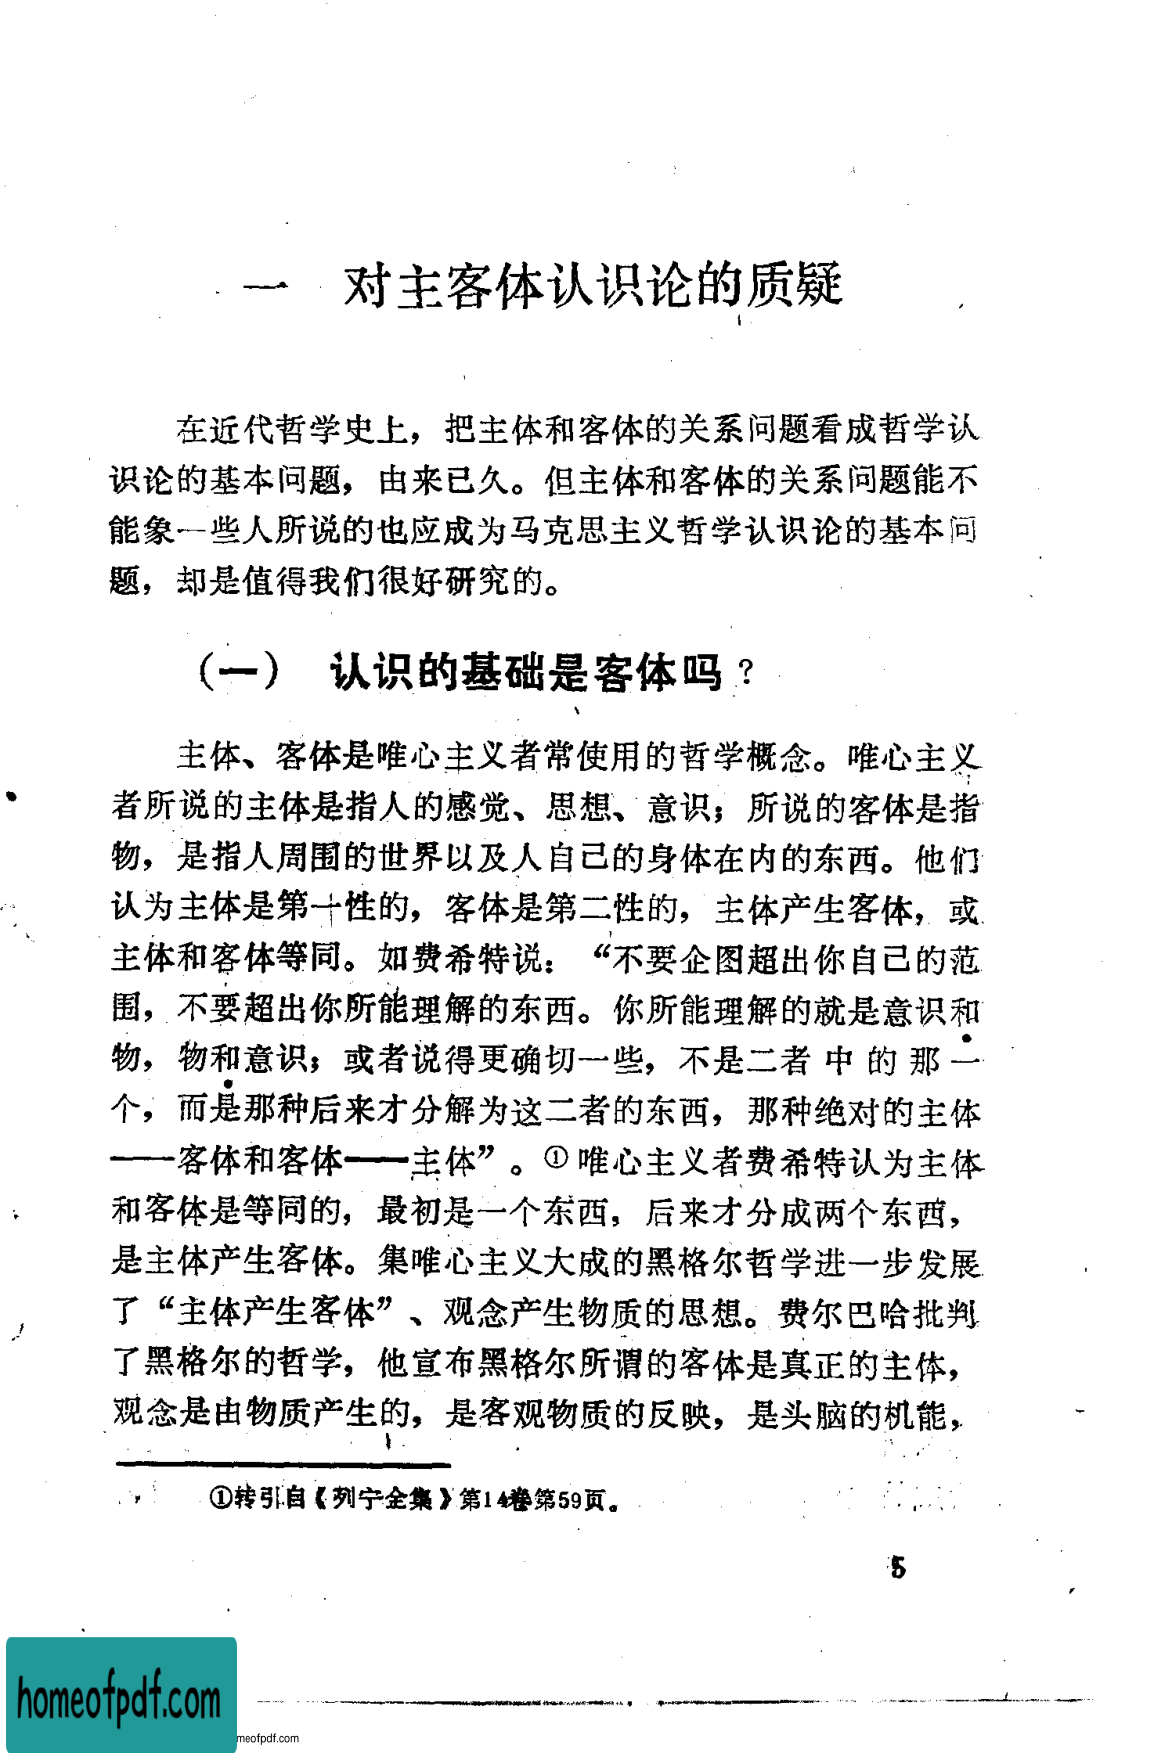 一 对主客体认识论的质疑
在近代哲学史上，把主体和客体的关系问题看成哲学认
识论的基本问题，由来已久。但主体和客体的关系问题能不
能象一些人所说的也应成为马克思主义哲学认识论的基本问
题，却是值得我们很好研究的。
（一） 认识的基础是客体吗？
主体、客体是唯心主义者常使用的哲学概念。唯心主义
者所说的主体是指人的感觉、思想、意识；所说的客体是指
物，是指人周围的世界以及人自己的身体在内的东西。他们
认为主体是第一性的，客体是第二性的，主体产生客体，或
主体和客体等同。如费希特说：“不要企图超出你自己的范
围，不要超出你所能理解的东西。你所能理解的就是意识和
物，物和意识；或者说得更确切一些，不是二者中的那一
个，而是那种后来才分解为这二者的东西，那种绝对的主体
——客体和客体——主体”。①唯心主义者费希特认为主体
和客体是等同的，最初是一个东西，后来才分成两个东西，
是主体产生客体。集唯心主义大成的黑格尔哲学进一步发展
了“主体产生客体”、观念产生物质的思想。费尔巴哈批判
了黑格尔的哲学，他宣布黑格尔所谓的客体是真正的主体，
观念是由物质产生的，是客观物质的反映，是头脑的机能，
①转引自《列宁全集》第14卷第59页。
5
homeofpdf.com
meofpdf.com